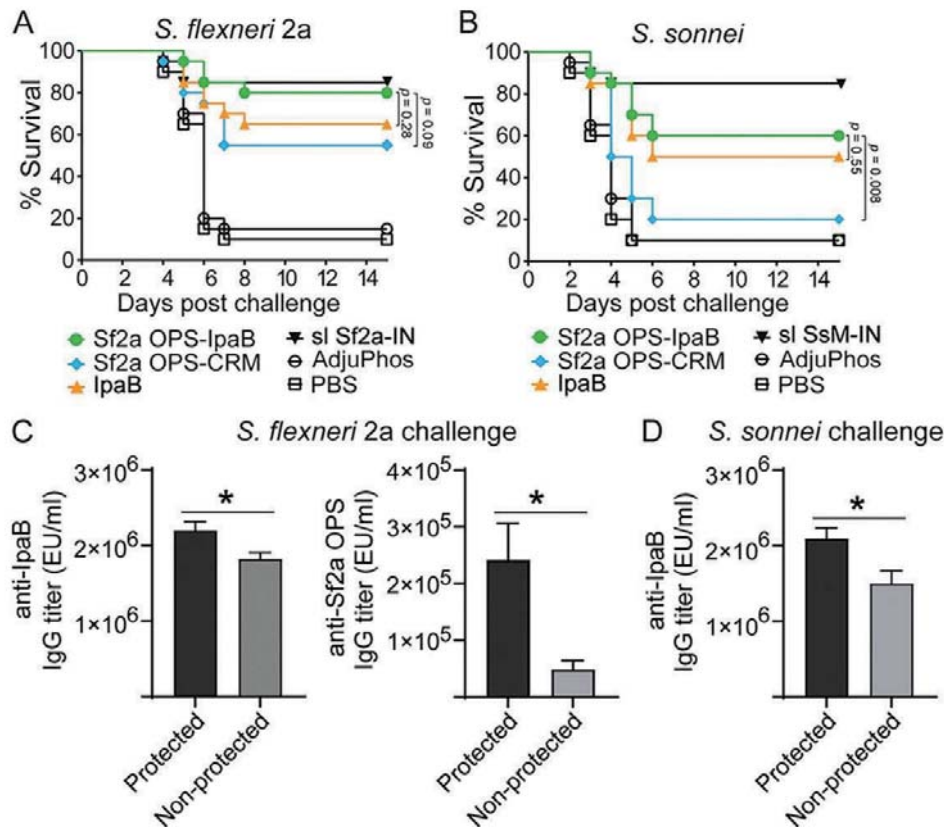 A
S. flexneri 2a
% Survival
100
80
60
40
20
0
p = 0.28
p = 0.09
0 2 4 6 8 10 12 14
Days post challenge
Sf2a OPS-IpaB
Sf2a OPS-CRM
IpaB
sl Sf2a-IN
AdjuPhos
PBS
B
S. sonnei
% Survival
100
80
60
40
20
0
p = 0.55
p = 0.008
0 2 4 6 8 10 12 14
Days post challenge
Sf2a OPS-IpaB
Sf2a OPS-CRM
IpaB
sl SsM-IN
AdjuPhos
PBS
C
S. flexneri 2a challenge
anti-IpaB
IgG titer (EU/ml)
3×10⁶
2×10⁶
1×10⁶
*
Protected
Non-protected
anti-Sf2a OPS
IgG titer (EU/ml)
4×10⁵
3×10⁵
2×10⁵
1×10⁵
*
Protected
Non-protected
D
S. sonnei challenge
anti-IpaB
IgG titer (EU/ml)
3×10⁶
2×10⁶
1×10⁶
*
Protected
Non-protected